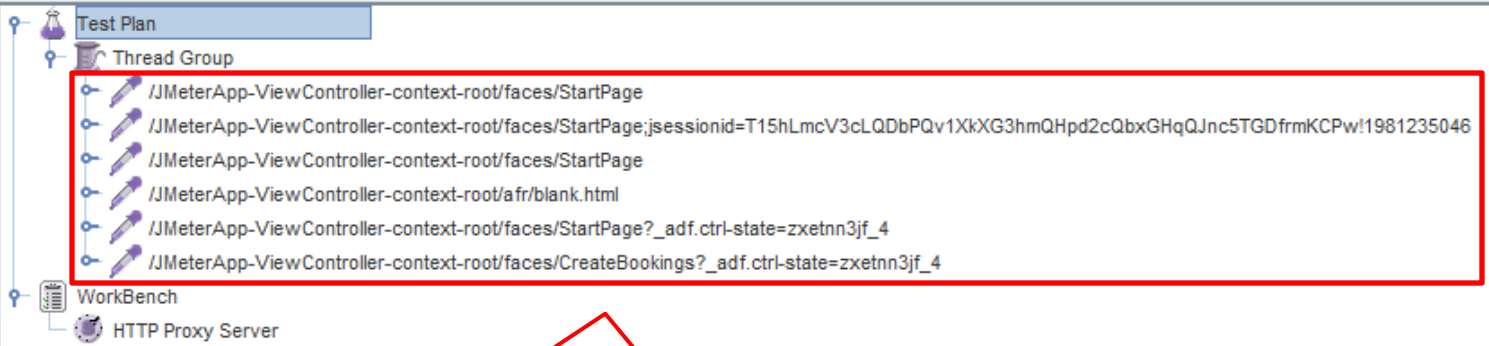 Test Plan
Thread Group
/JMeterApp-ViewController-context-root/faces/StartPage
/JMeterApp-ViewController-context-root/faces/StartPage;jsessionid=T15hLmcV3cLQDbPQv1XkXG3hmQHpd2cQbxGHqQJnc5TGDfrmKCPw!1981235046
/JMeterApp-ViewController-context-root/faces/StartPage
/JMeterApp-ViewController-context-root/afr/blank.html
/JMeterApp-ViewController-context-root/faces/StartPage?_adf.ctrl-state=zxetnn3jf_4
/JMeterApp-ViewController-context-root/faces/CreateBookings?_adf.ctrl-state=zxetnn3jf_4
WorkBench
HTTP Proxy Server